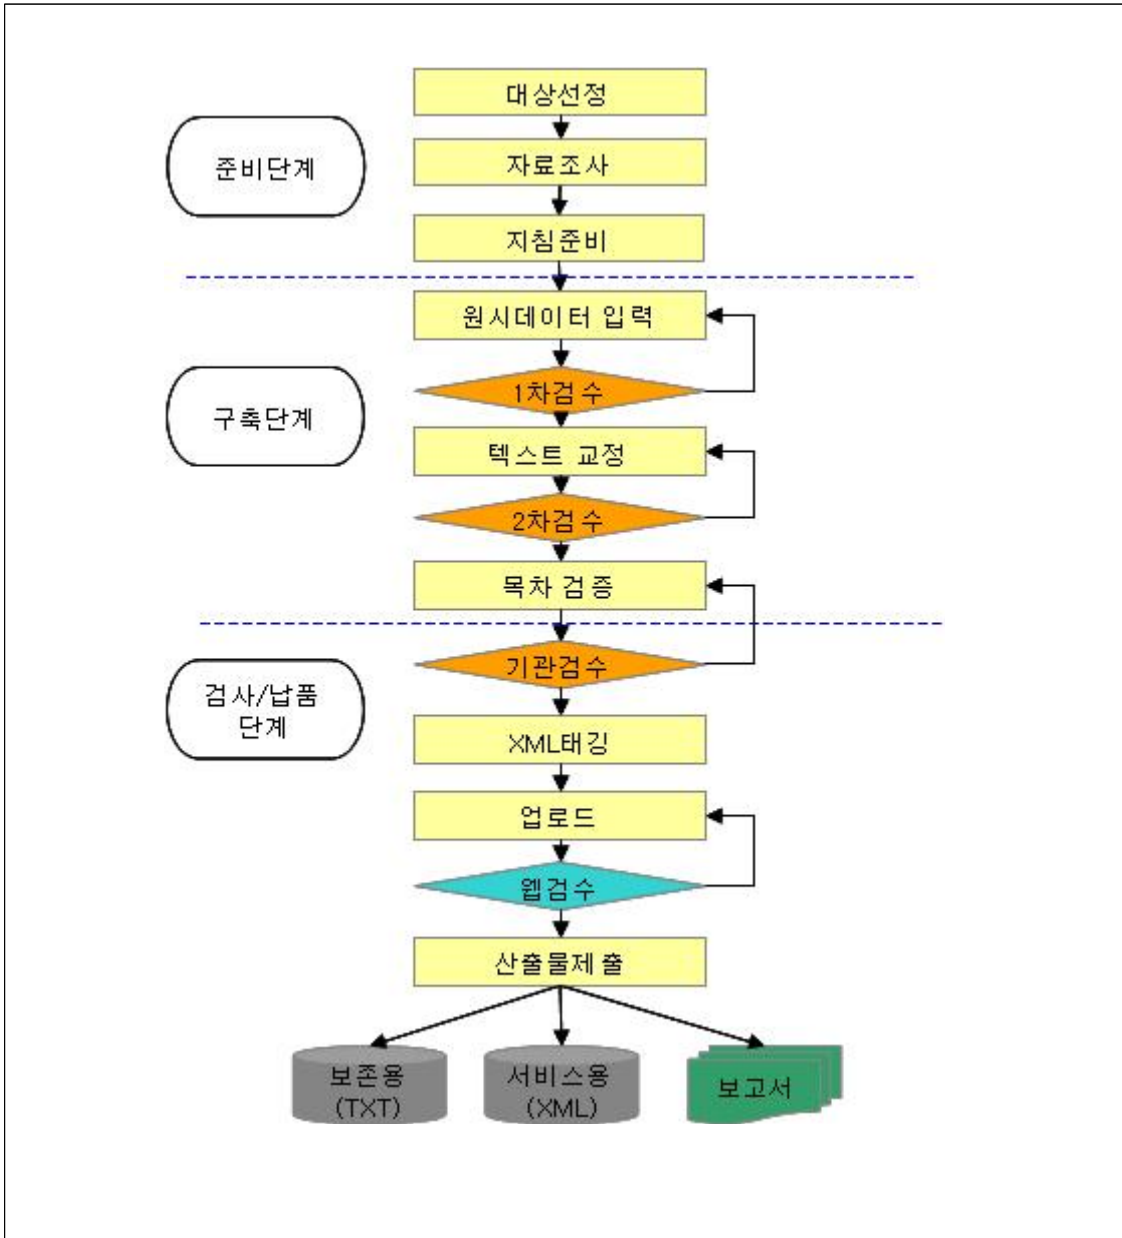 대상선정
준비단계
자료조사
지침준비
원시데이터 입력
1차검수
구축단계
텍스트 교정
2차검수
목차 검증
기관검수
검사/납품
단계
XML태깅
업로드
웹검수
산출물제출
보존용
(TXT)
서비스용
(XML)
보고서